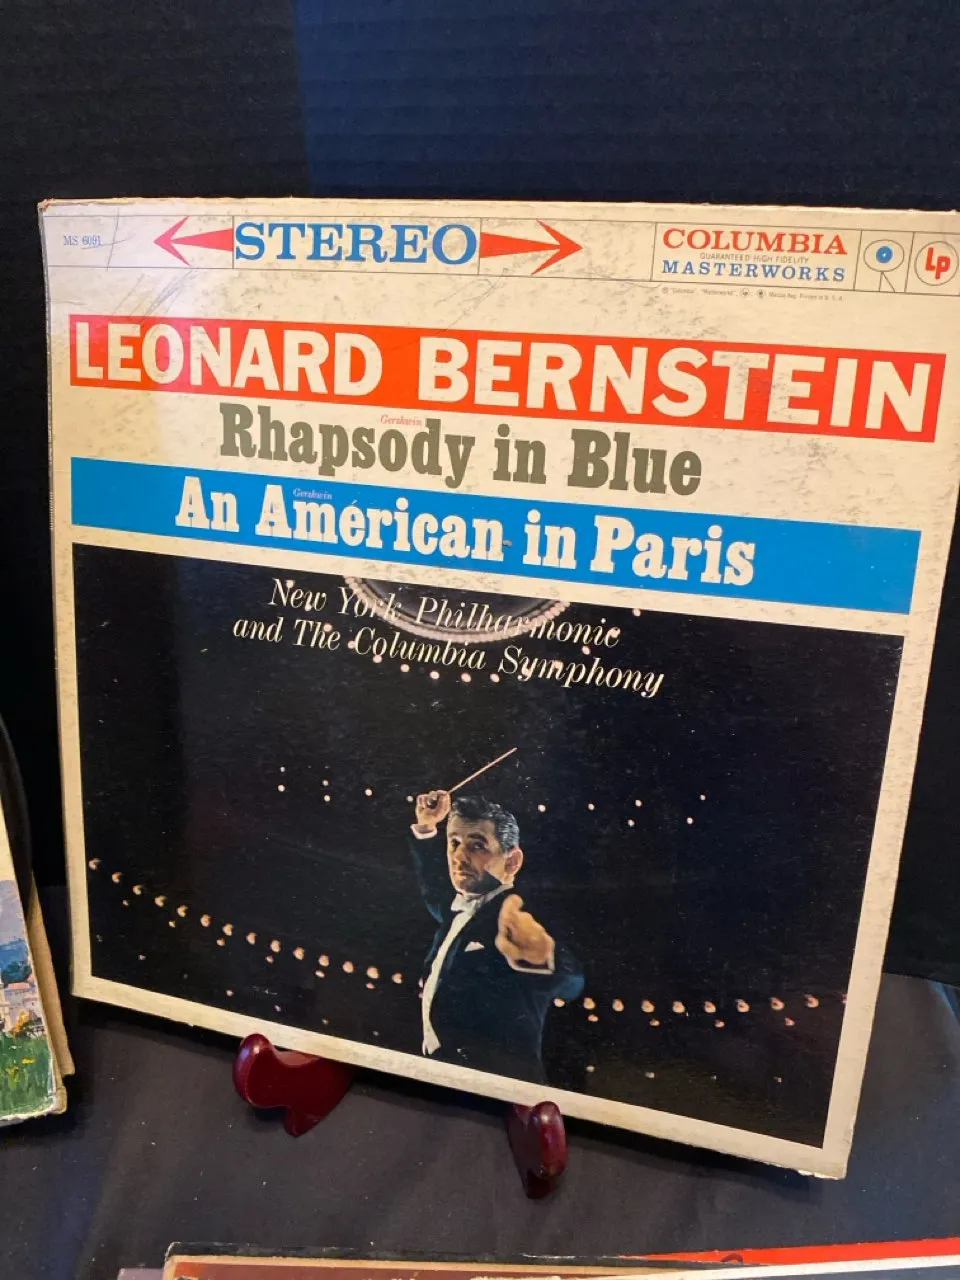 MS 6091
STEREO
COLUMBIA
GUARANTEED HIGH FIDELITY
MASTERWORKS
Lp
LEONARD BERNSTEIN
Gershwin
Rhapsody in Blue
Gershwin
An American in Paris
New York Philharmonic
and The Columbia Symphony